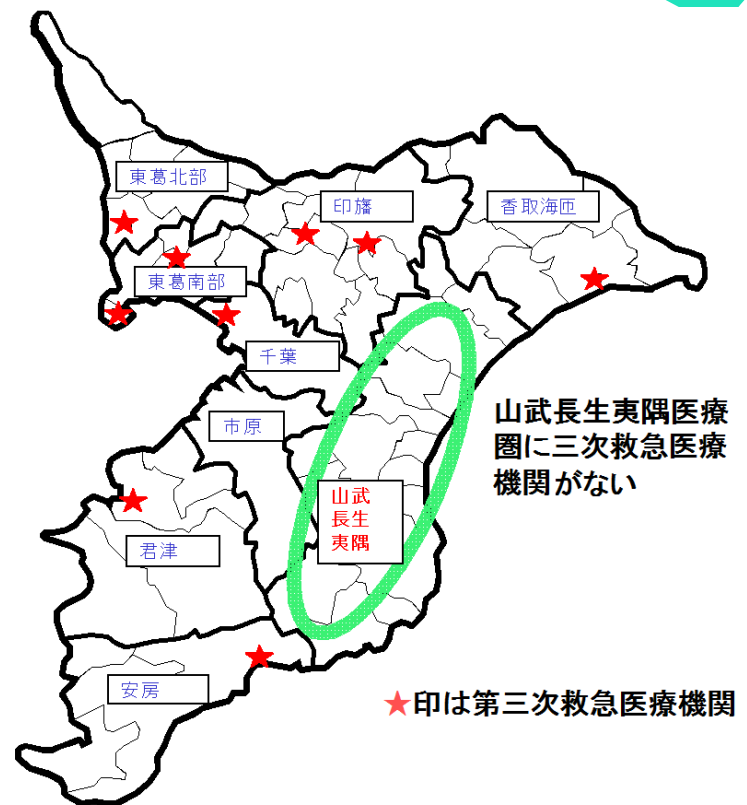 東葛北部
印旛
香取海匝
東葛南部
千葉
市原
山武長生夷隅医療
圏に三次救急医療
機関がない
山武
長生
夷隅
君津
安房
★印は第三次救急医療機関